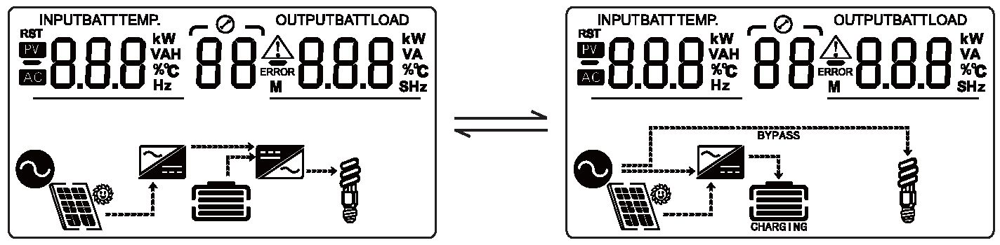 INPUTBATTTEMP. OUTPUTBATTLOAD
RST
PV
AC
8.8.8
kW
VAH
%℃
Hz
88
ERROR
M
8.8.8
kW
VA
%℃
SHz
INPUTBATTTEMP. OUTPUTBATTLOAD
RST
PV
AC
8.8.8
kW
VAH
%℃
Hz
88
ERROR
M
8.8.8
kW
VA
%℃
SHz
BYPASS
CHARGING